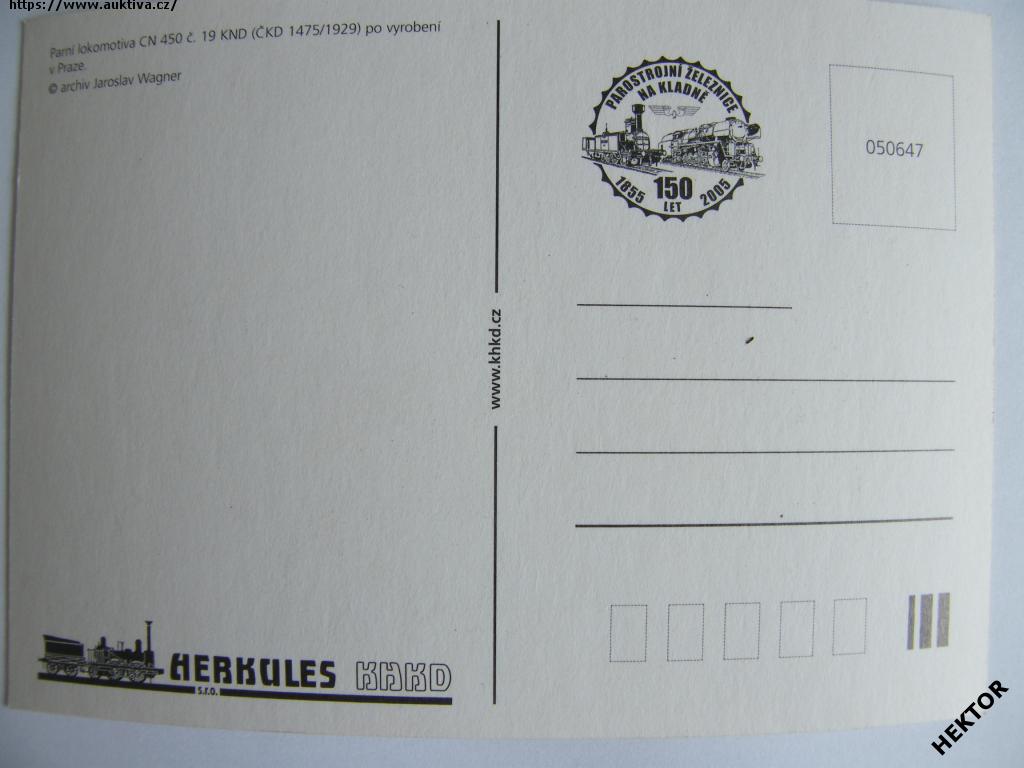 https://www.auktiva.cz/
Parní lokomotiva CN 450 č. 19 KND (ČKD 1475/1929) po vyrobení
v Praze.
© archiv Jaroslav Wagner
PAROSTROJNÍ ŽELEZNICE
NA KLADNĚ
1855 150 2005
LET
050647
www.khkd.cz
HERKULES KHKD
s.r.o.
HEKTOR